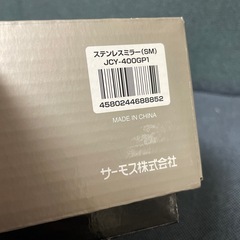 ステンレスミラー(SM)
JCY-400GP1
4580244688852
MADE IN CHINA
サーモス株式会社